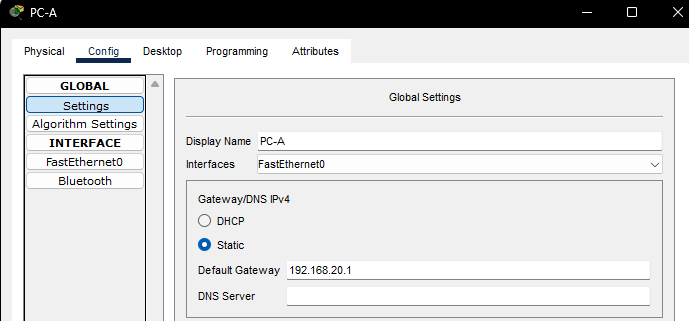 PC-A
Physical Config Desktop Programming Attributes
GLOBAL
Settings
Algorithm Settings
INTERFACE
FastEthernet0
Bluetooth
Global Settings
Display Name PC-A
Interfaces FastEthernet0
Gateway/DNS IPv4
DHCP
Static
Default Gateway 192.168.20.1
DNS Server